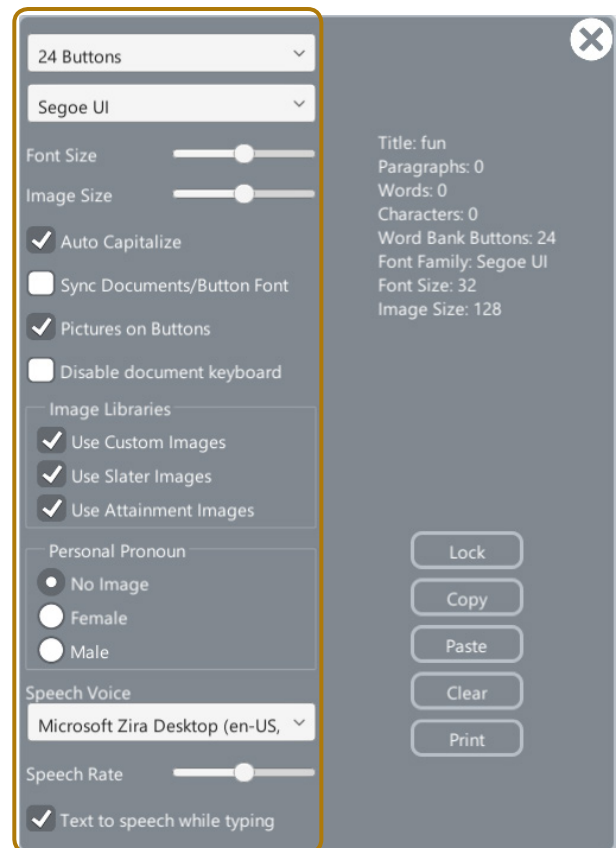 24 Buttons
Segoe UI
Font Size
Image Size
Auto Capitalize
Sync Documents/Button Font
Pictures on Buttons
Disable document keyboard
Image Libraries
Use Custom Images
Use Slater Images
Use Attainment Images
Personal Pronoun
No Image
Female
Male
Speech Voice
Microsoft Zira Desktop (en-US,
Speech Rate
Text to speech while typing
Title: fun
Paragraphs: 0
Words: 0
Characters: 0
Word Bank Buttons: 24
Font Family: Segoe UI
Font Size: 32
Image Size: 128
Lock
Copy
Paste
Clear
Print